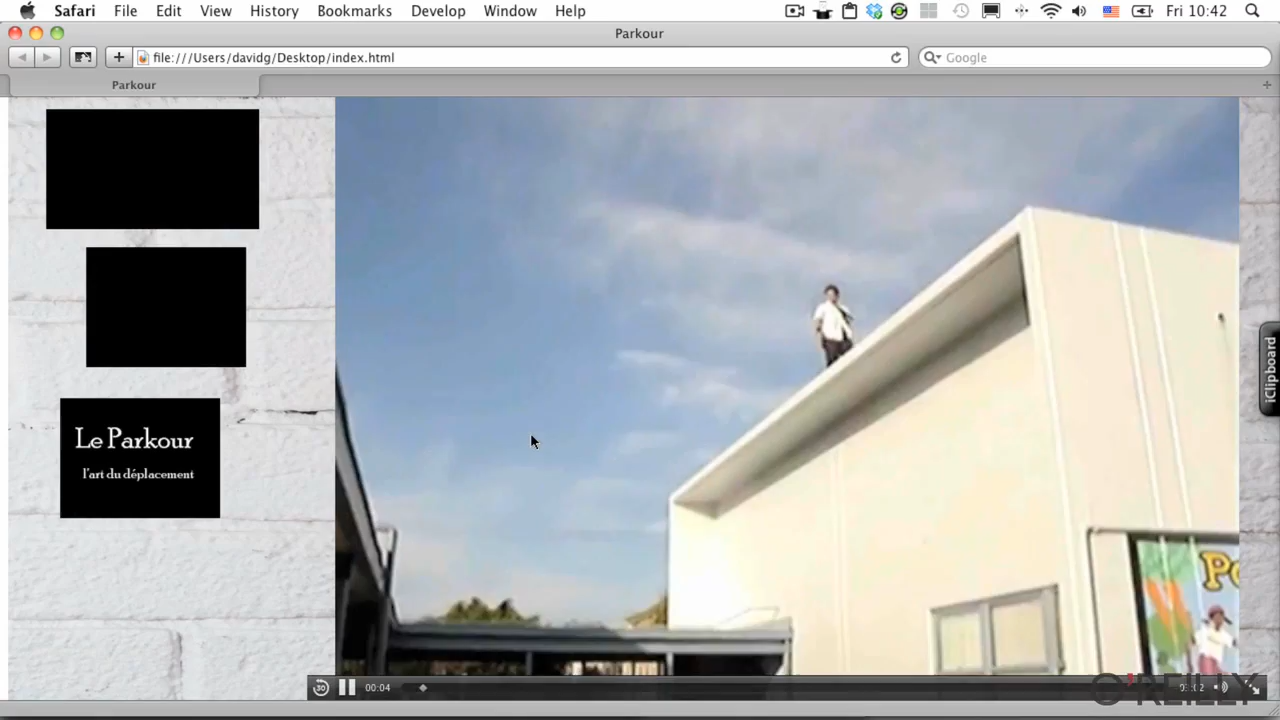 Safari File Edit View History Bookmarks Develop Window Help Fri 10:42
Parkour
file:///Users/davidg/Desktop/index.html
Google
Parkour
iClipboard
Le Parkour
l'art du déplacement
30 00:04
O'REILLY